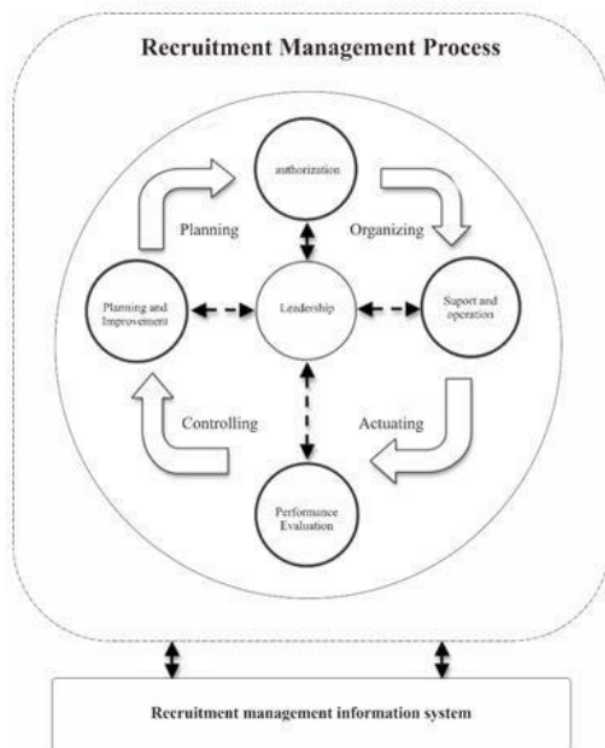 Recruitment Management Process
authorization
Planning
Organizing
Planning and
Improvement
Leadership
Suport and
operation
Controlling
Actuating
Performance
Evaluation
Recruitment management information system